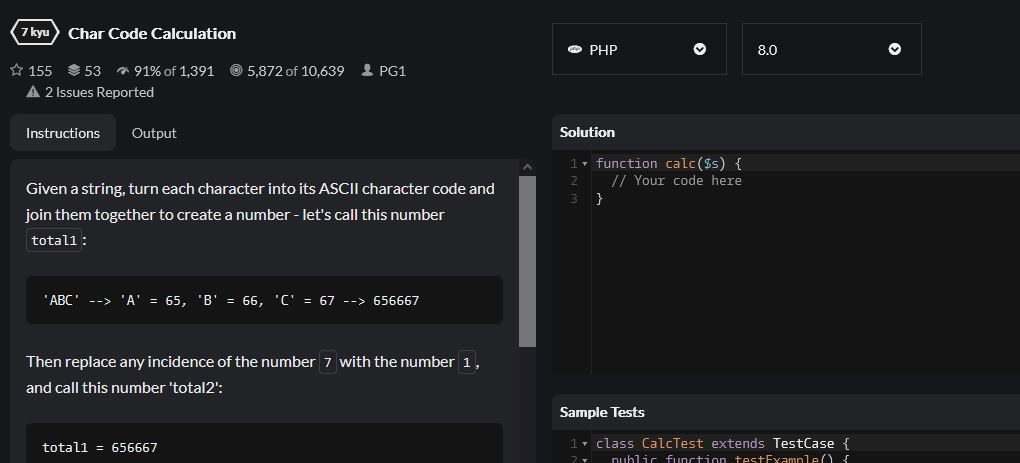 7 kyu
Char Code Calculation
155 53 91% of 1,391 5,872 of 10,639 PG1
2 Issues Reported
Instructions
Output
Given a string, turn each character into its ASCII character code and
join them together to create a number - let's call this number
total1:
'ABC' --> 'A' = 65, 'B' = 66, 'C' = 67 --> 656667
Then replace any incidence of the number 7 with the number 1,
and call this number 'total2':
total1 = 656667
php PHP
8.0
Solution
1 function calc($s) {
2 // Your code here
3 }
Sample Tests
1 class CalcTest extends TestCase {
2 public function testExample() {